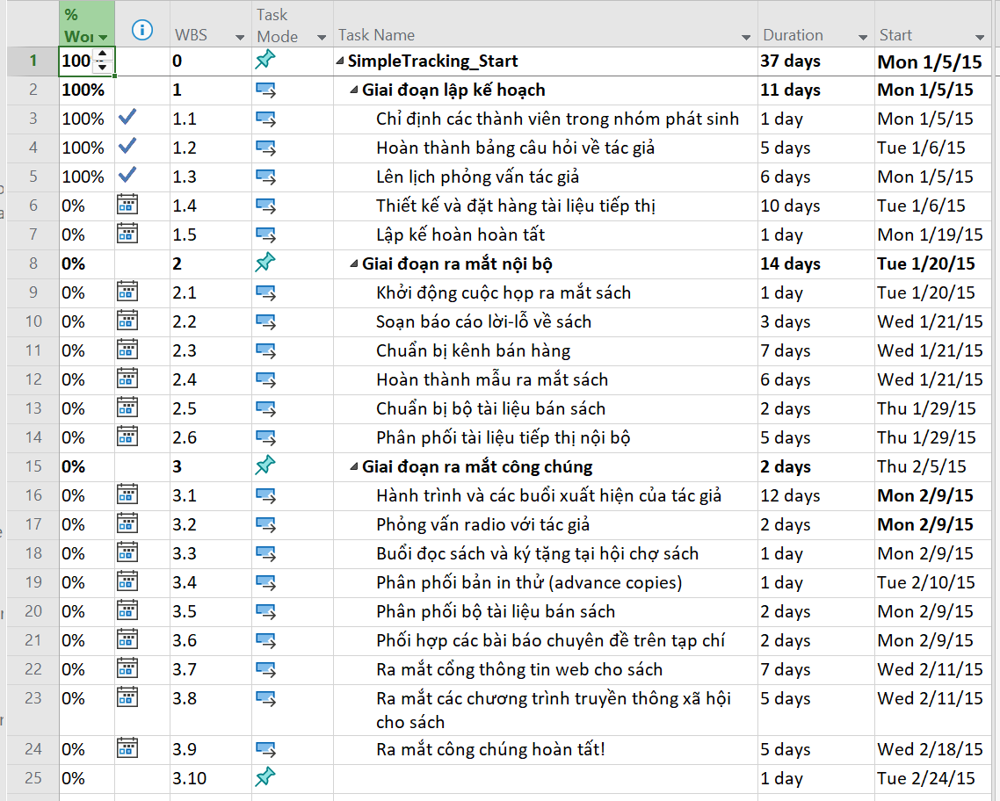 % Wor WBS Task Mode Task Name Duration Start
1 100 0 SimpleTracking_Start 37 days Mon 1/5/15
2 100% 1 Giai đoạn lập kế hoạch 11 days Mon 1/5/15
3 100% 1.1 Chỉ định các thành viên trong nhóm phát sinh 1 day Mon 1/5/15
4 100% 1.2 Hoàn thành bảng câu hỏi về tác giả 5 days Tue 1/6/15
5 100% 1.3 Lên lịch phỏng vấn tác giả 6 days Mon 1/5/15
6 0% 1.4 Thiết kế và đặt hàng tài liệu tiếp thị 10 days Tue 1/6/15
7 0% 1.5 Lập kế hoàn hoàn tất 1 day Mon 1/19/15
8 0% 2 Giai đoạn ra mắt nội bộ 14 days Tue 1/20/15
9 0% 2.1 Khởi động cuộc họp ra mắt sách 1 day Tue 1/20/15
10 0% 2.2 Soạn báo cáo lời-lỗ về sách 3 days Wed 1/21/15
11 0% 2.3 Chuẩn bị kênh bán hàng 7 days Wed 1/21/15
12 0% 2.4 Hoàn thành mẫu ra mắt sách 6 days Wed 1/21/15
13 0% 2.5 Chuẩn bị bộ tài liệu bán sách 2 days Thu 1/29/15
14 0% 2.6 Phân phối tài liệu tiếp thị nội bộ 5 days Thu 1/29/15
15 0% 3 Giai đoạn ra mắt công chúng 2 days Thu 2/5/15
16 0% 3.1 Hành trình và các buổi xuất hiện của tác giả 12 days Mon 2/9/15
17 0% 3.2 Phỏng vấn radio với tác giả 2 days Mon 2/9/15
18 0% 3.3 Buổi đọc sách và ký tặng tại hội chợ sách 1 day Mon 2/9/15
19 0% 3.4 Phân phối bản in thử (advance copies) 1 day Tue 2/10/15
20 0% 3.5 Phân phối bộ tài liệu bán sách 2 days Mon 2/9/15
21 0% 3.6 Phối hợp các bài báo chuyên đề trên tạp chí 2 days Mon 2/9/15
22 0% 3.7 Ra mắt cổng thông tin web cho sách 7 days Wed 2/11/15
23 0% 3.8 Ra mắt các chương trình truyền thông xã hội 5 days Wed 2/11/15
cho sách
24 0% 3.9 Ra mắt công chúng hoàn tất! 5 days Wed 2/18/15
25 0% 3.10 1 day Tue 2/24/15